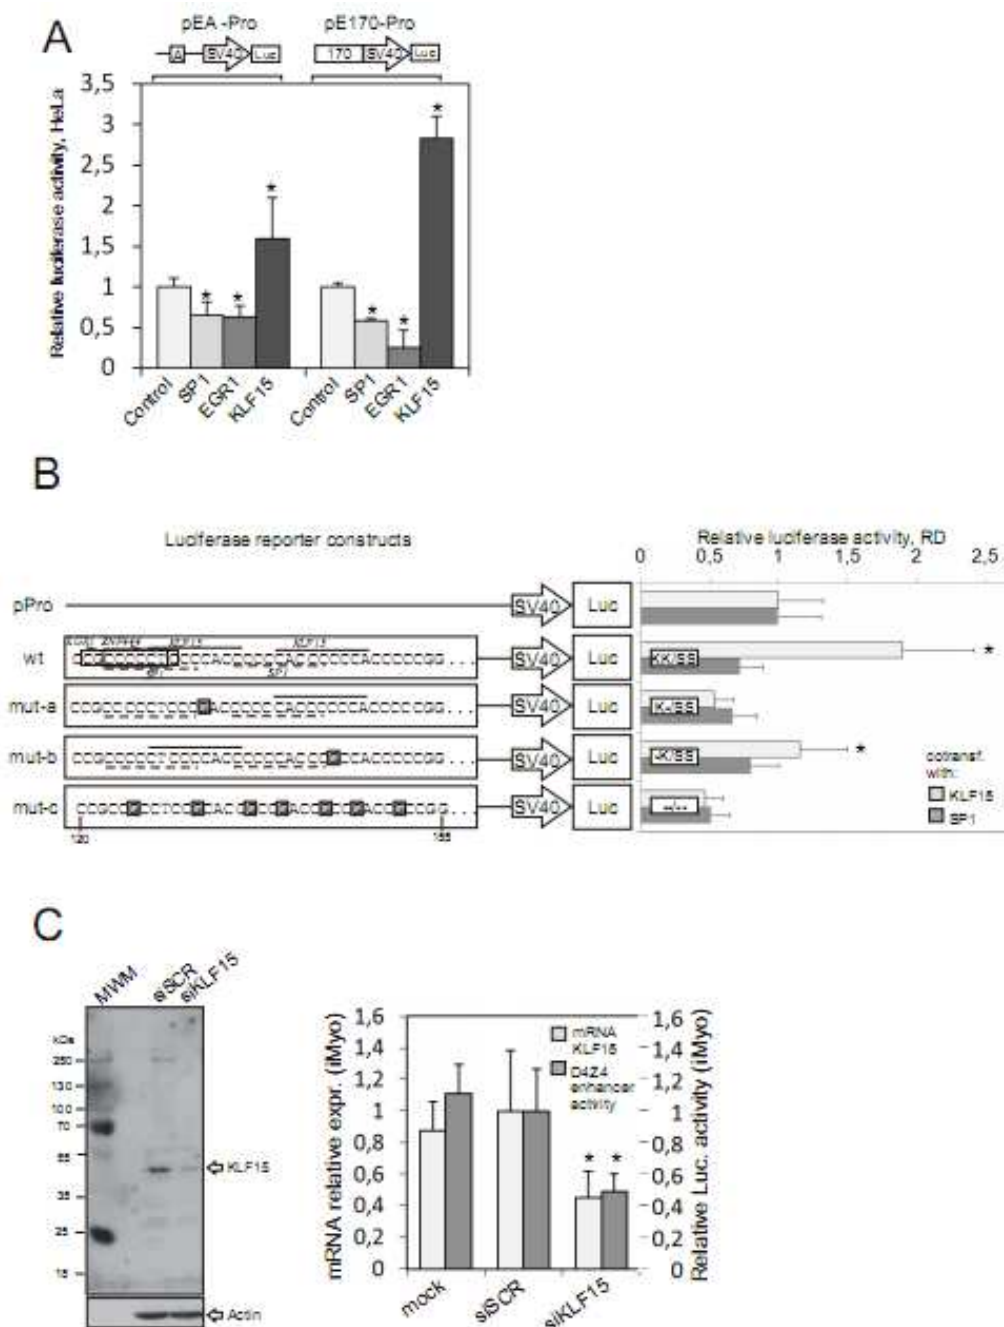 A
pEA-Pro pE170-Pro
A SV40 Luc 170 SV40 Luc
Relative luciferase activity, HeLa
3,5
3
2,5
2
1,5
1
0,5
0
* * * * * *
Control SP1 EGR1 KLF15 Control SP1 EGR1 KLF15
B
Luciferase reporter constructs
Relative luciferase activity, RD
0 0,5 1 1,5 2 2,5
pPro SV40 Luc
EGR1 ZNF444 KLF15 KLF15
wt SV40 Luc KK/SS *
SP1 SP1
mut-a SV40 Luc K-/SS
mut-b SV40 Luc -K/SS *
mut-c SV40 Luc --/--
120
cotransf. with:
KLF15
SP1
C
MWM siSCR siKLF15
kDa
250
130
100
70
55
35
25
15
KLF15
Actin
mRNA relative expr. (iMyo)
1,6
1,4
1,2
1
0,8
0,6
0,4
0,2
0
mRNA KLF15
D4Z4 enhancer activity
* *
mock siSCR siKLF15
1,6
1,4
1,2
1
0,8
0,6
0,4
0,2
0
Relative Luc. activity (iMyo)